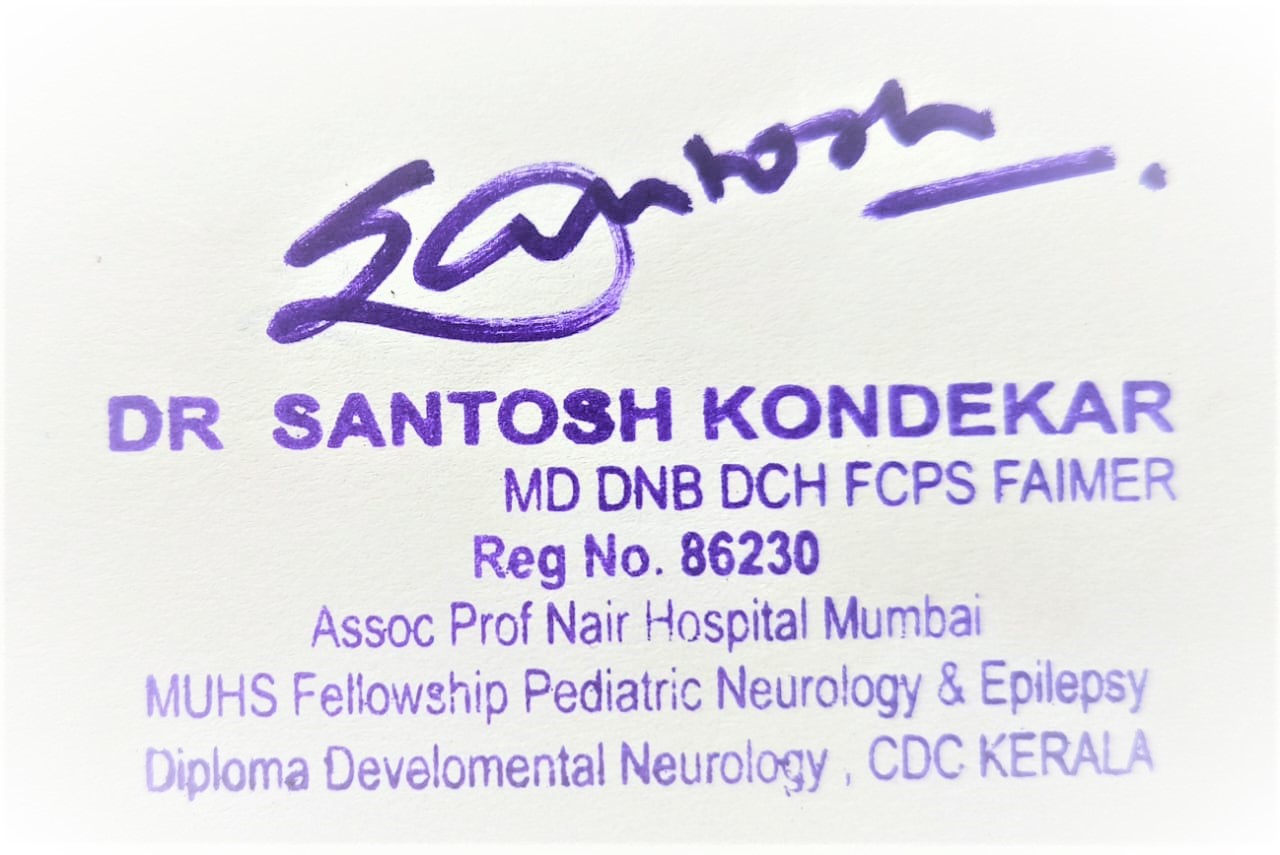 Santosh
DR SANTOSH KONDEKAR
MD DNB DCH FCPS FAIMER
Reg No. 86230
Assoc Prof Nair Hospital Mumbai
MUHS Fellowship Pediatric Neurology & Epilepsy
Diploma Develomental Neurology , CDC KERALA